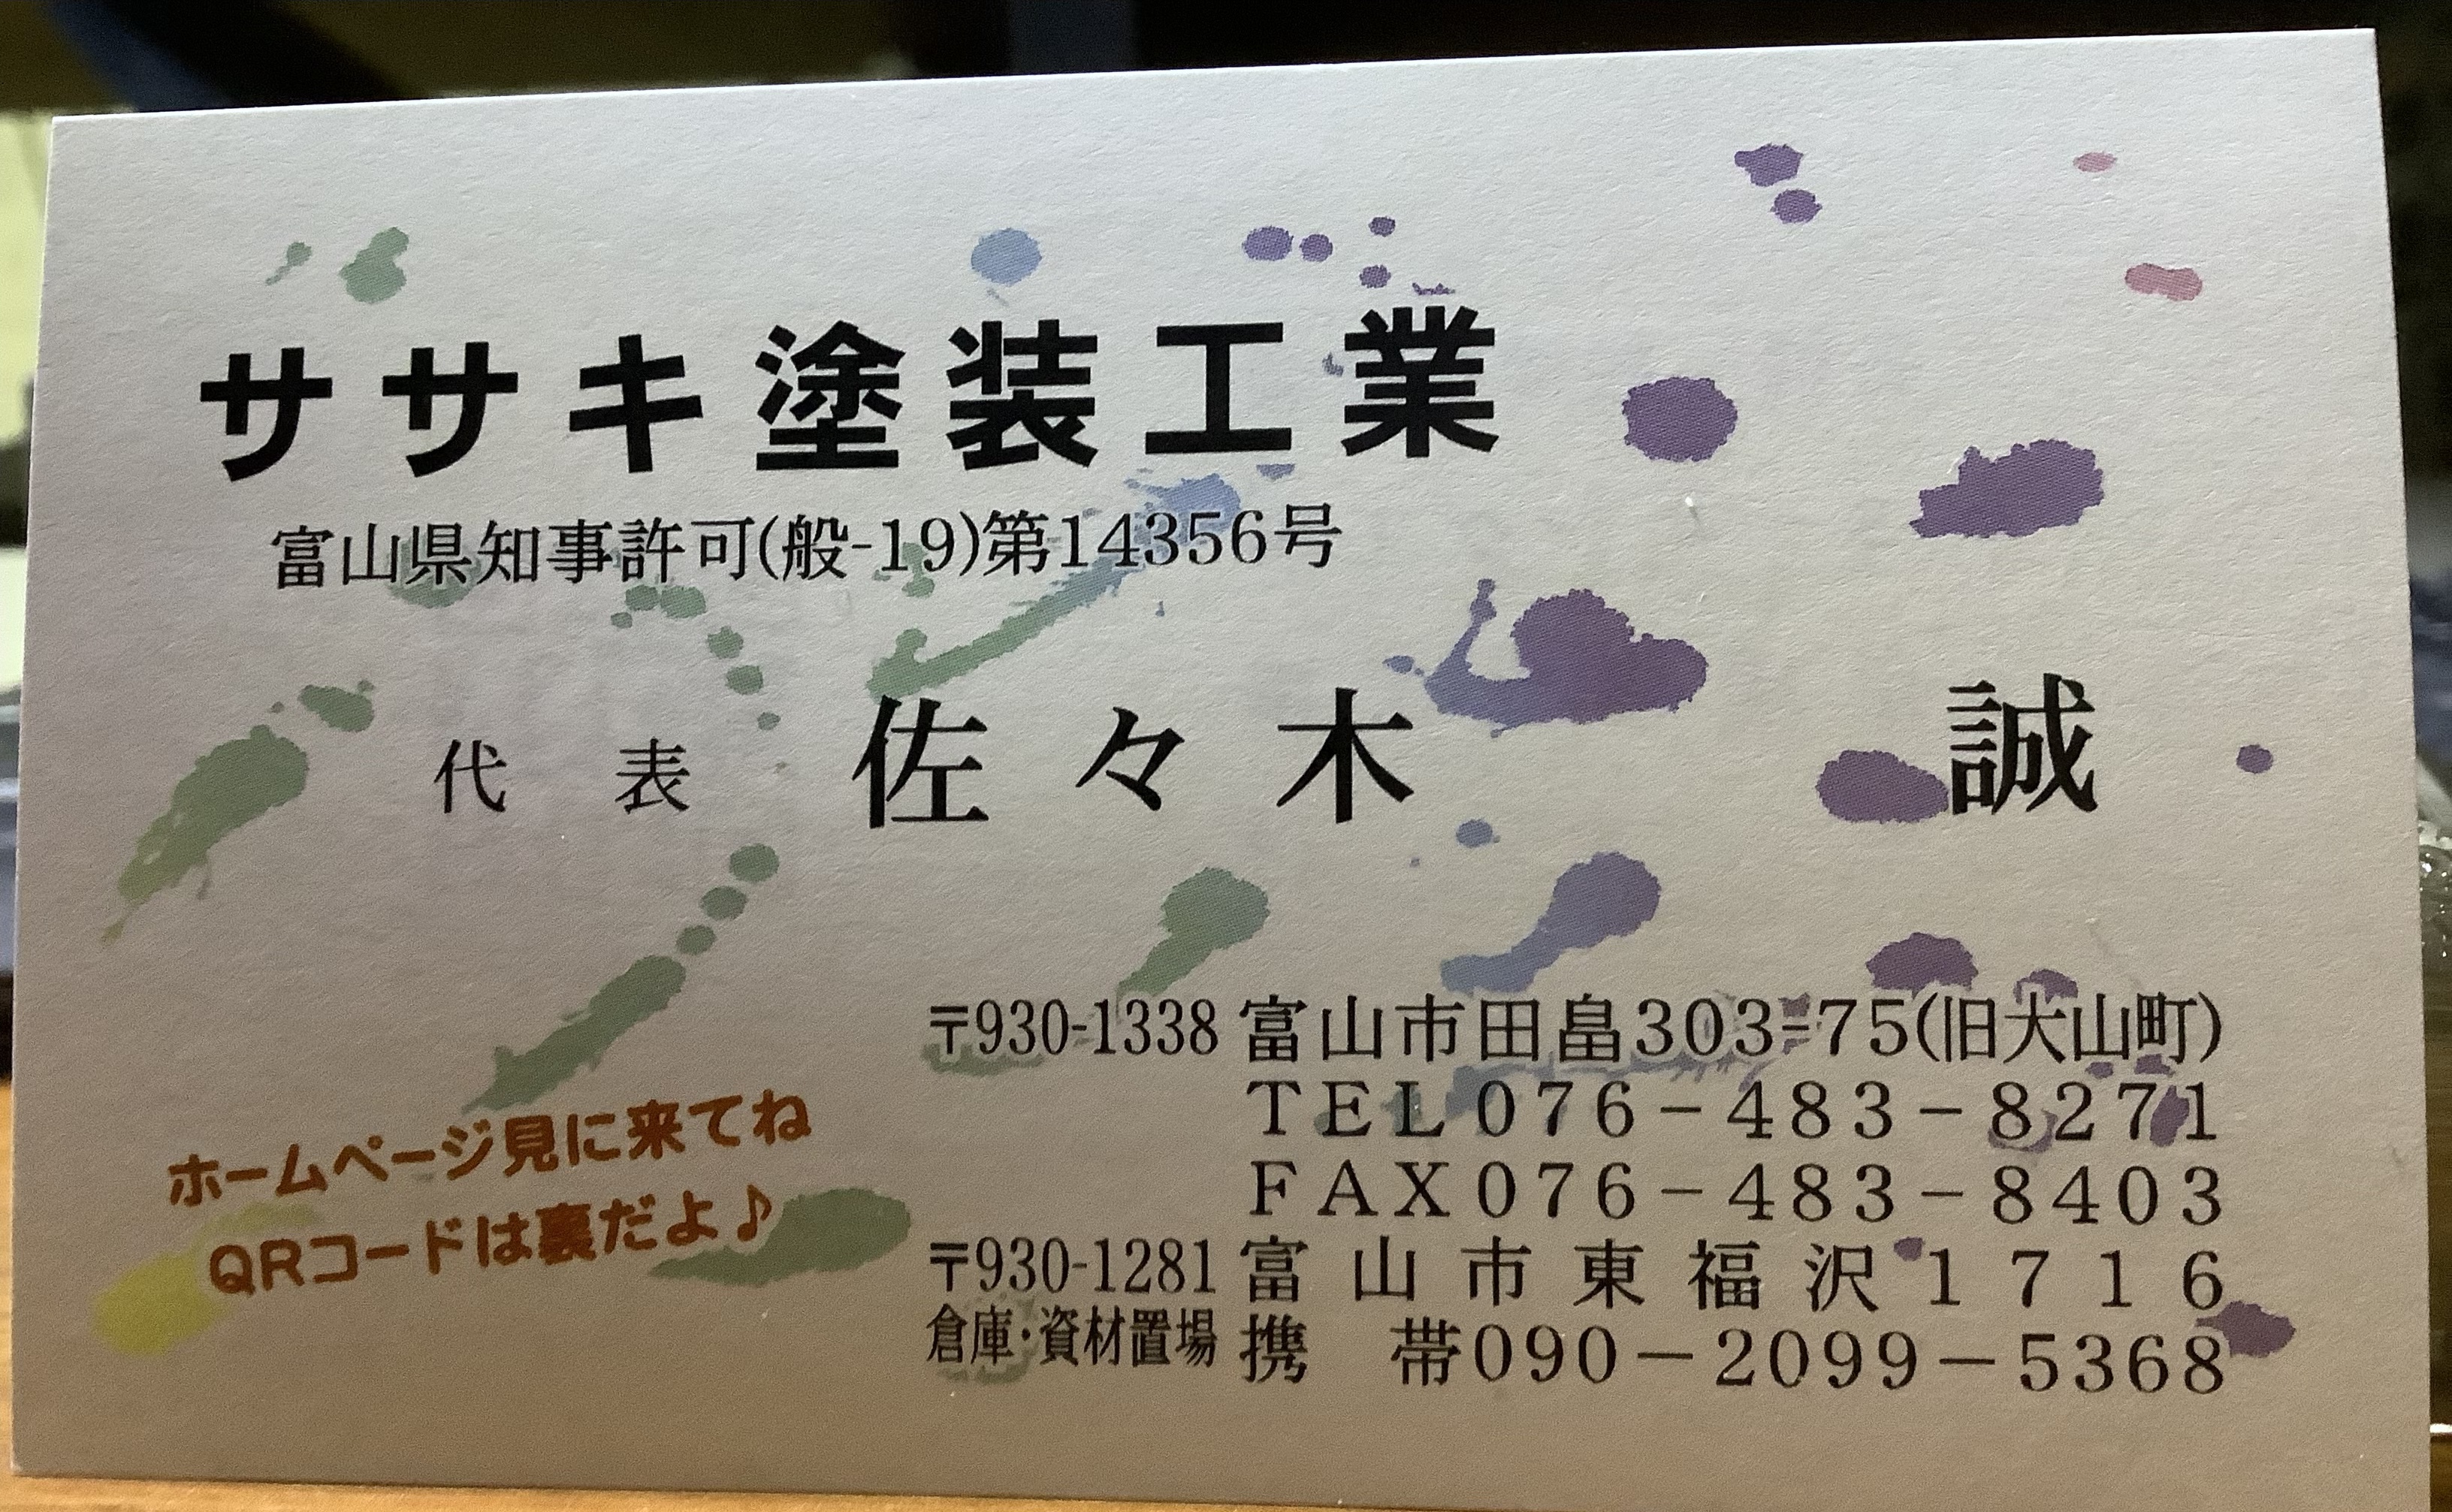 ササキ塗装工業
富山県知事許可(般-19)第14356号
代表 佐々木 誠
〒930-1338 富山市田畠303-75(旧大山町)
TEL076-483-8271
FAX076-483-8403
〒930-1281 富山市東福沢1716
倉庫・資材置場 携帯090-2099-5368
ホームページ見に来てね
QRコードは裏だよ♪